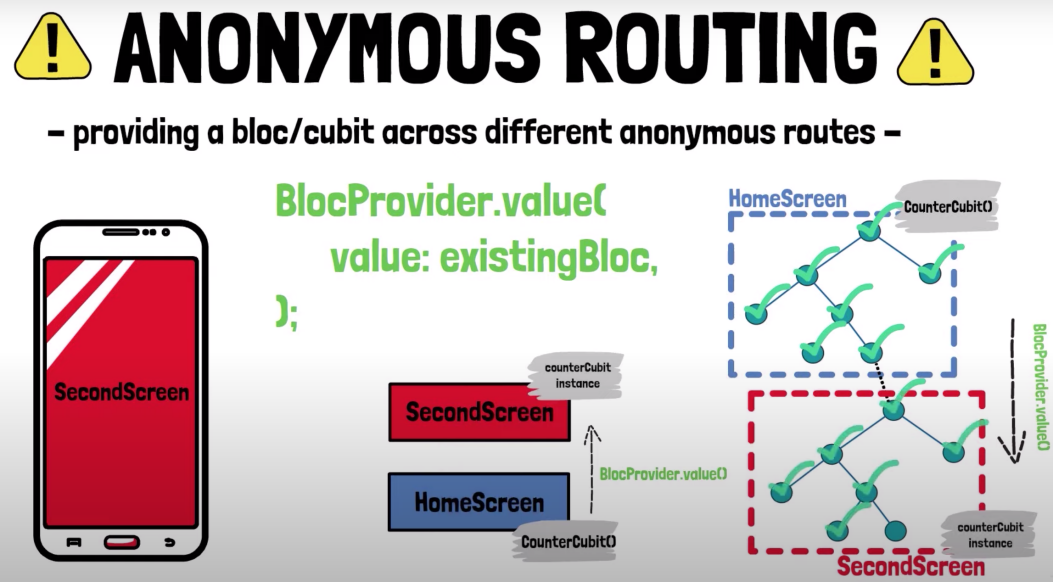 ANONYMOUS ROUTING
- providing a bloc/cubit across different anonymous routes -
BlocProvider.value(
value: existingBloc,
);
SecondScreen
counterCubit
instance
SecondScreen
BlocProvider.value()
HomeScreen
CounterCubit()
HomeScreen
CounterCubit()
BlocProvider.value()
counterCubit
instance
SecondScreen